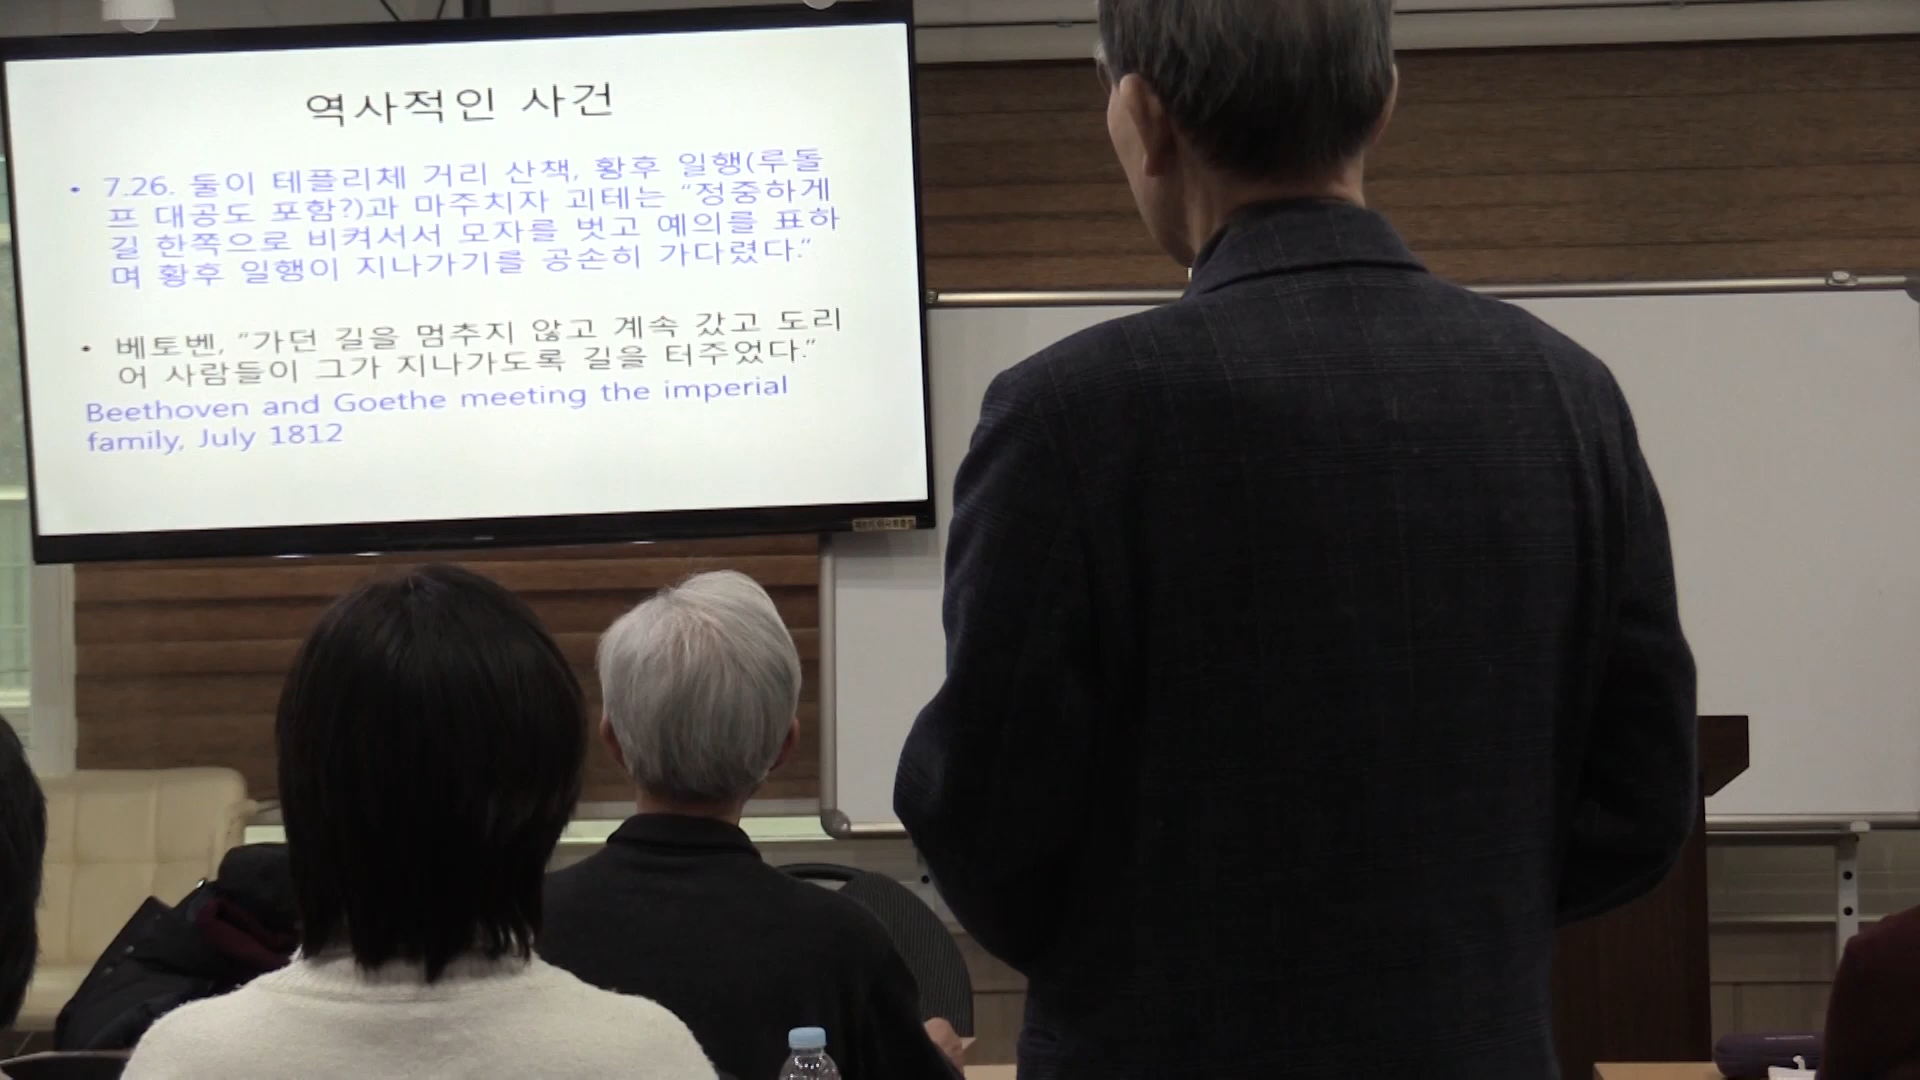 역사적인 사건
• 7.26. 둘이 테플리체 거리 산책, 황후 일행(루돌
프 대공도 포함?)과 마주치자 괴테는 “정중하게
길 한쪽으로 비켜서서 모자를 벗고 예의를 표하
며 황후 일행이 지나가기를 공손히 가다렸다.”
• 베토벤, “가던 길을 멈추지 않고 계속 갔고 도리
어 사람들이 그가 지나가도록 길을 터주었다.”
Beethoven and Goethe meeting the imperial
family, July 1812